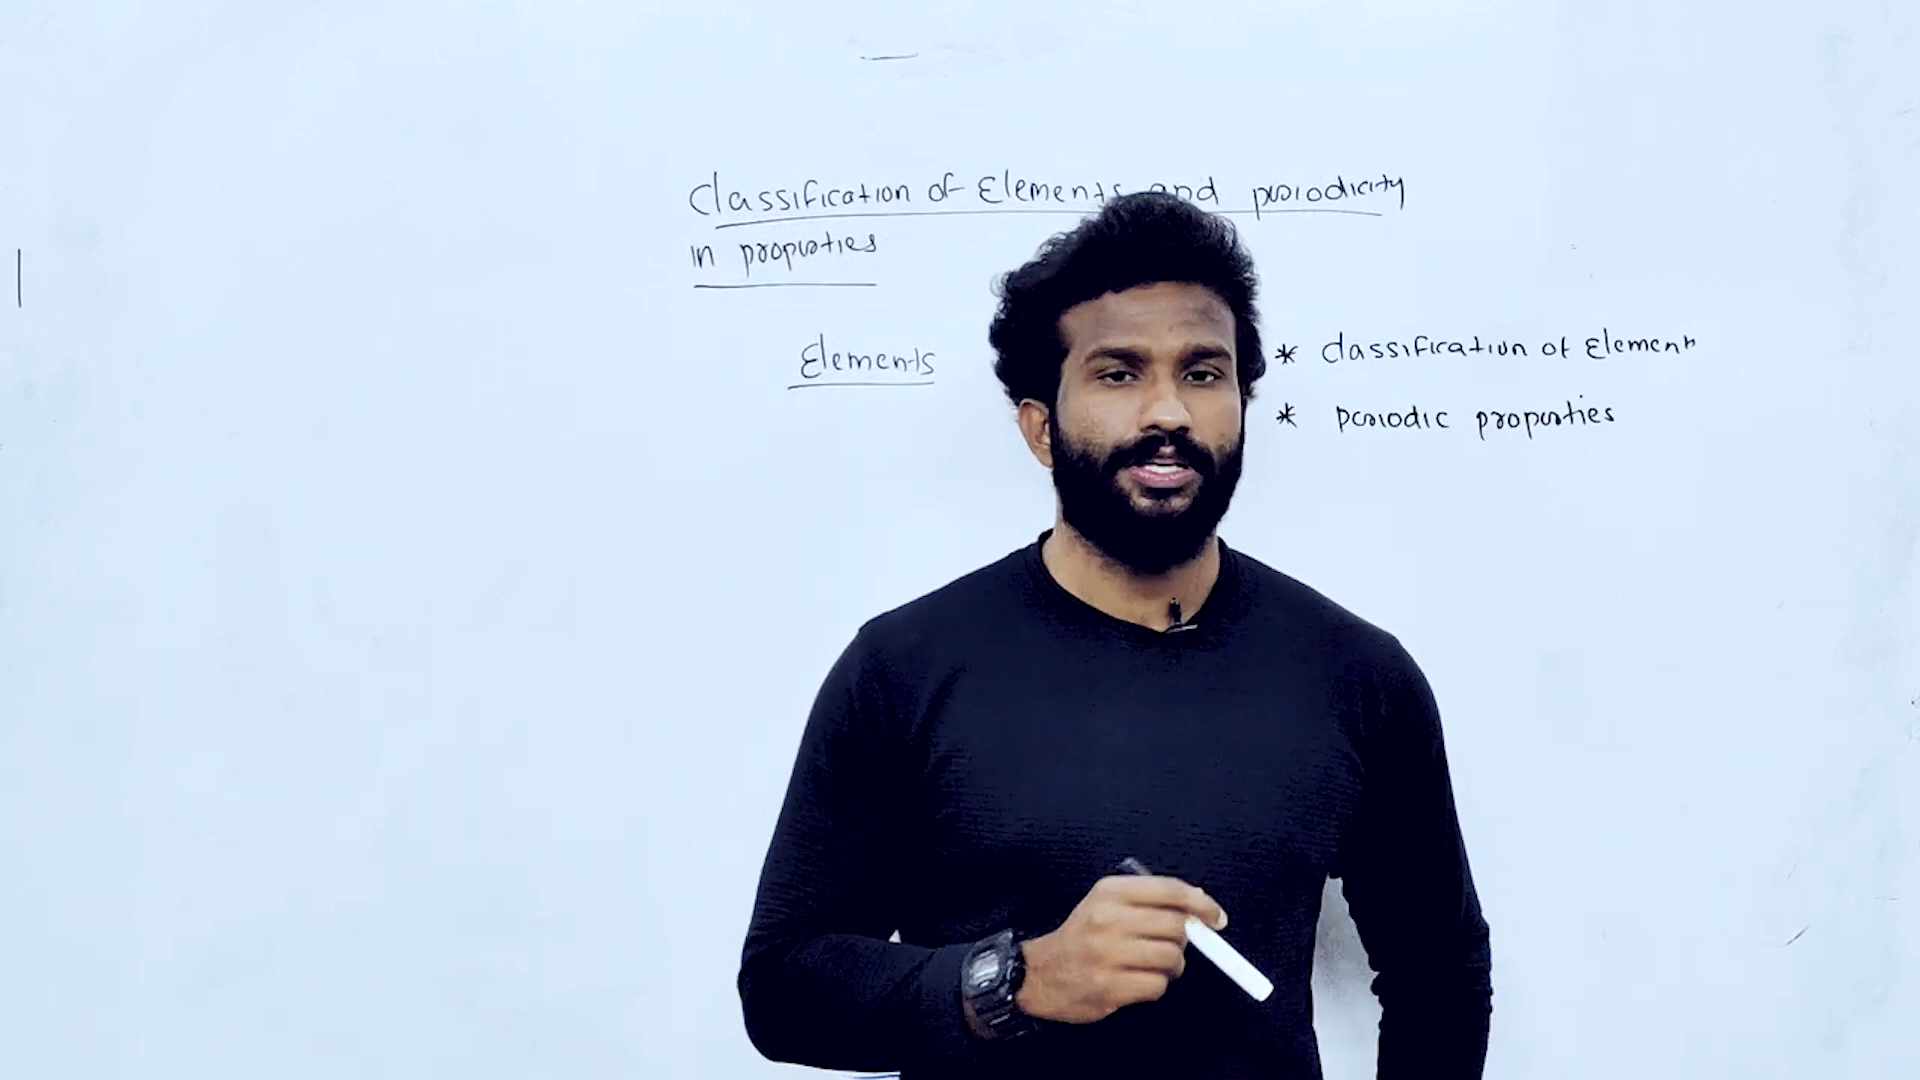 Classification of Elements and periodicity
in properties
Elements
* classification of Element
* periodic properties